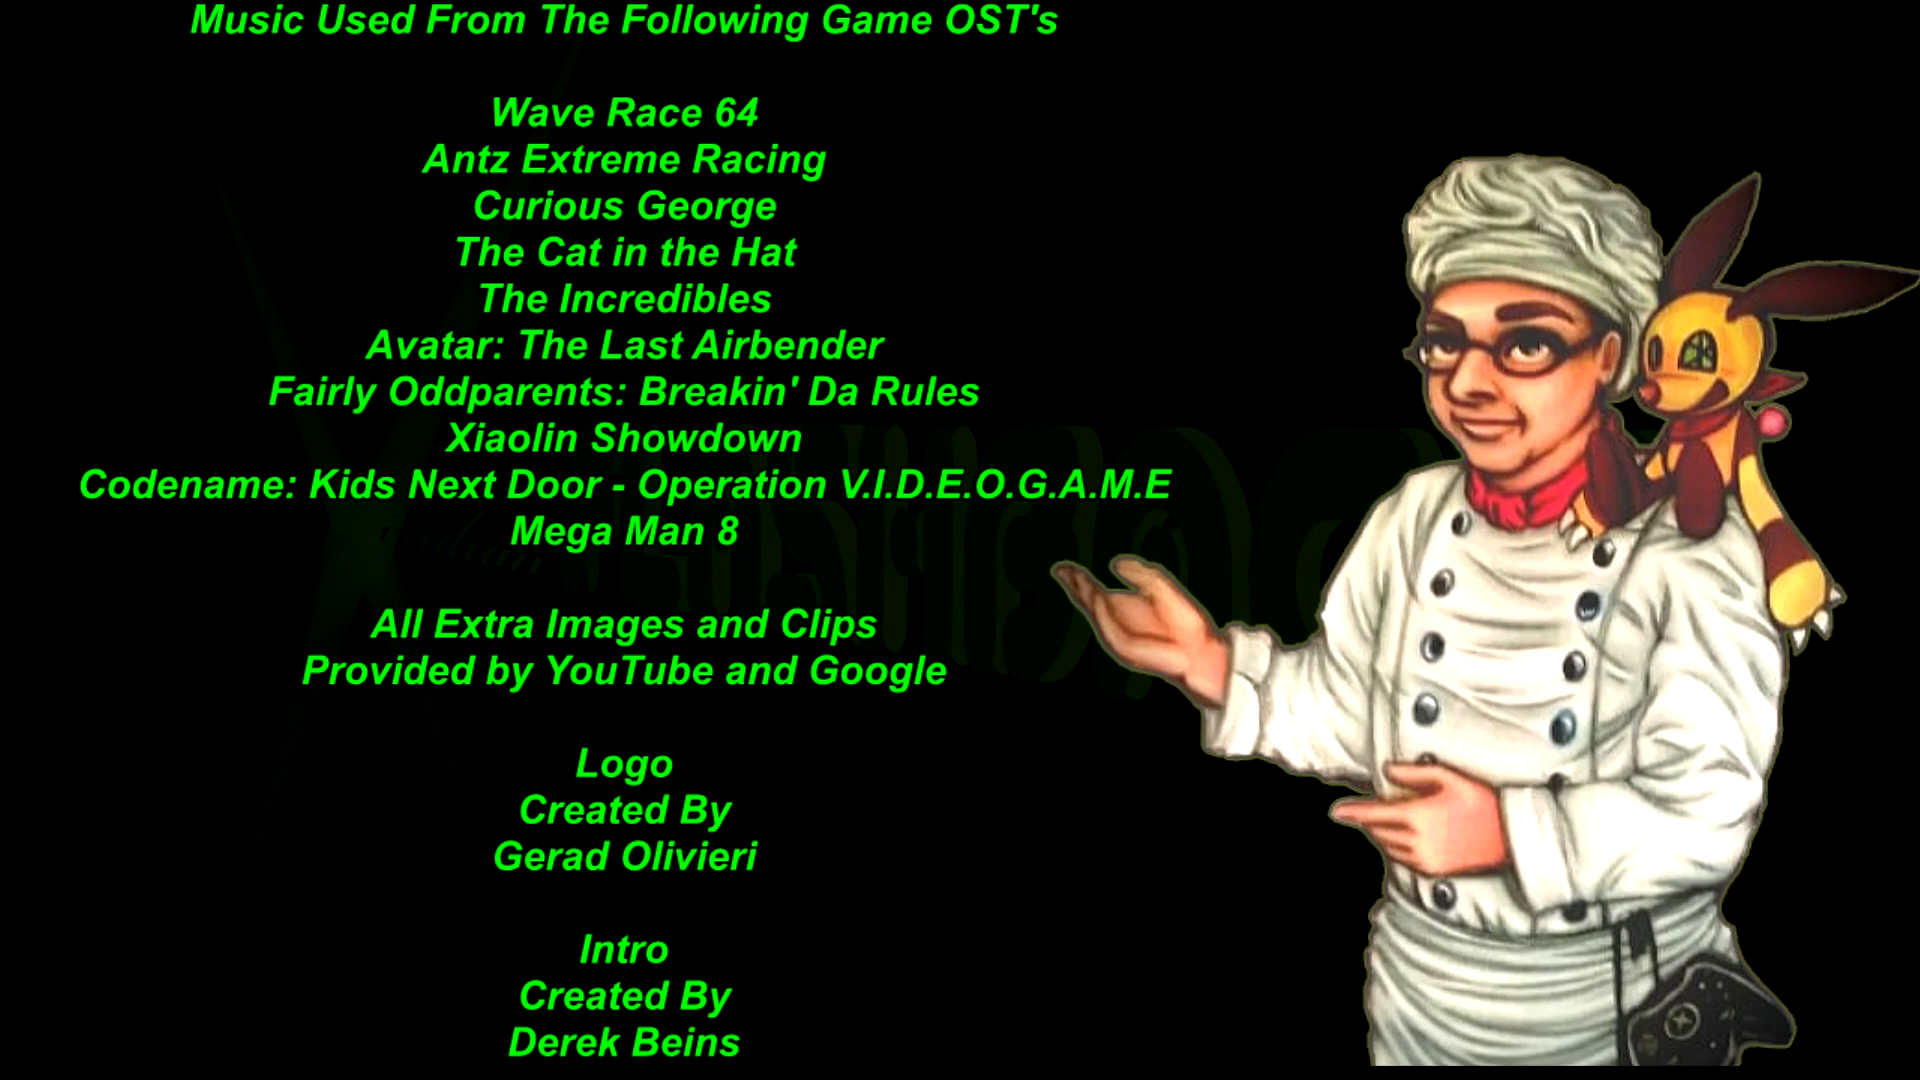 Music Used From The Following Game OST's
Wave Race 64
Antz Extreme Racing
Curious George
The Cat in the Hat
The Incredibles
Avatar: The Last Airbender
Fairly Oddparents: Breakin' Da Rules
Xiaolin Showdown
Codename: Kids Next Door - Operation V.I.D.E.O.G.A.M.E
Mega Man 8
All Extra Images and Clips
Provided by YouTube and Google
Logo
Created By
Gerad Olivieri
Intro
Created By
Derek Beins